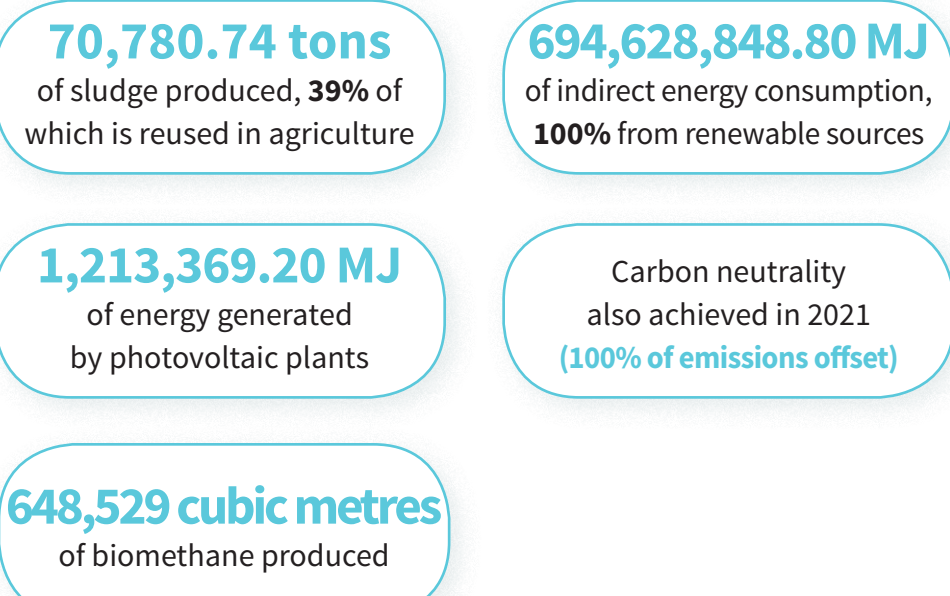 70,780.74 tons
of sludge produced, 39% of
which is reused in agriculture
694,628,848.80 MJ
of indirect energy consumption,
100% from renewable sources
1,213,369.20 MJ
of energy generated
by photovoltaic plants
Carbon neutrality
also achieved in 2021
(100% of emissions offset)
648,529 cubic metres
of biomethane produced